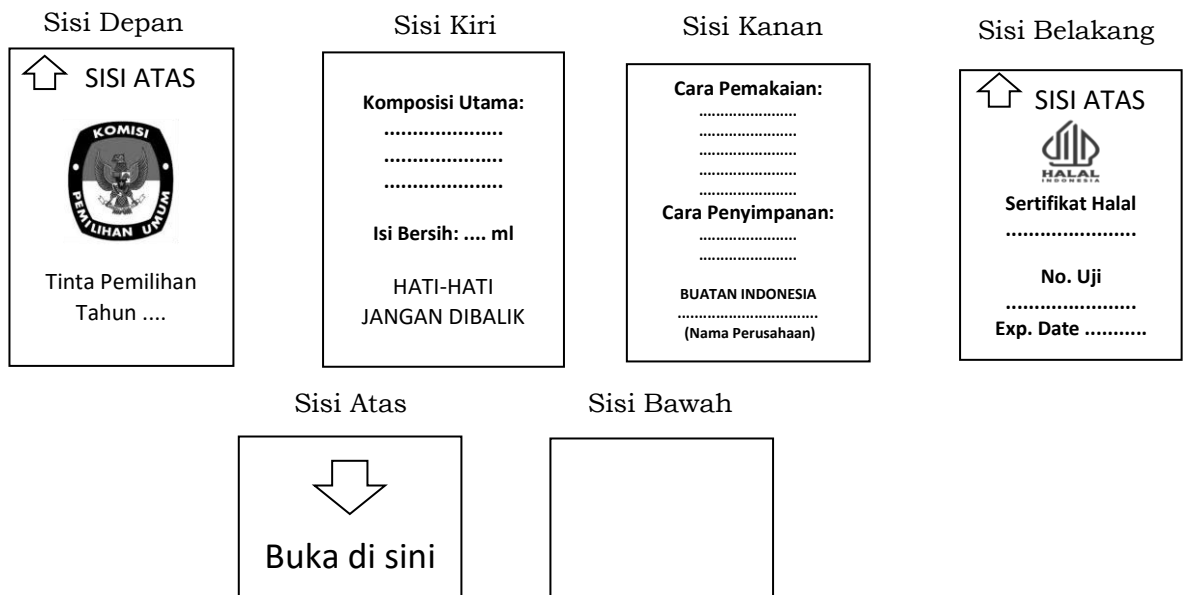 Sisi Depan
SISI ATAS
KOMISI
PEMILIHAN UMUM
Tinta Pemilihan
Tahun ....
Sisi Kiri
Komposisi Utama:
.....................
.....................
.....................
Isi Bersih: .... ml
HATI-HATI
JANGAN DIBALIK
Sisi Kanan
Cara Pemakaian:
.......................
.......................
.......................
.......................
.......................
Cara Penyimpanan:
.......................
.......................
BUATAN INDONESIA
.................................
(Nama Perusahaan)
Sisi Belakang
SISI ATAS
HALAL
INDONESIA
Sertifikat Halal
.......................
No. Uji
.......................
Exp. Date ...........
Sisi Atas
Buka di sini
Sisi Bawah